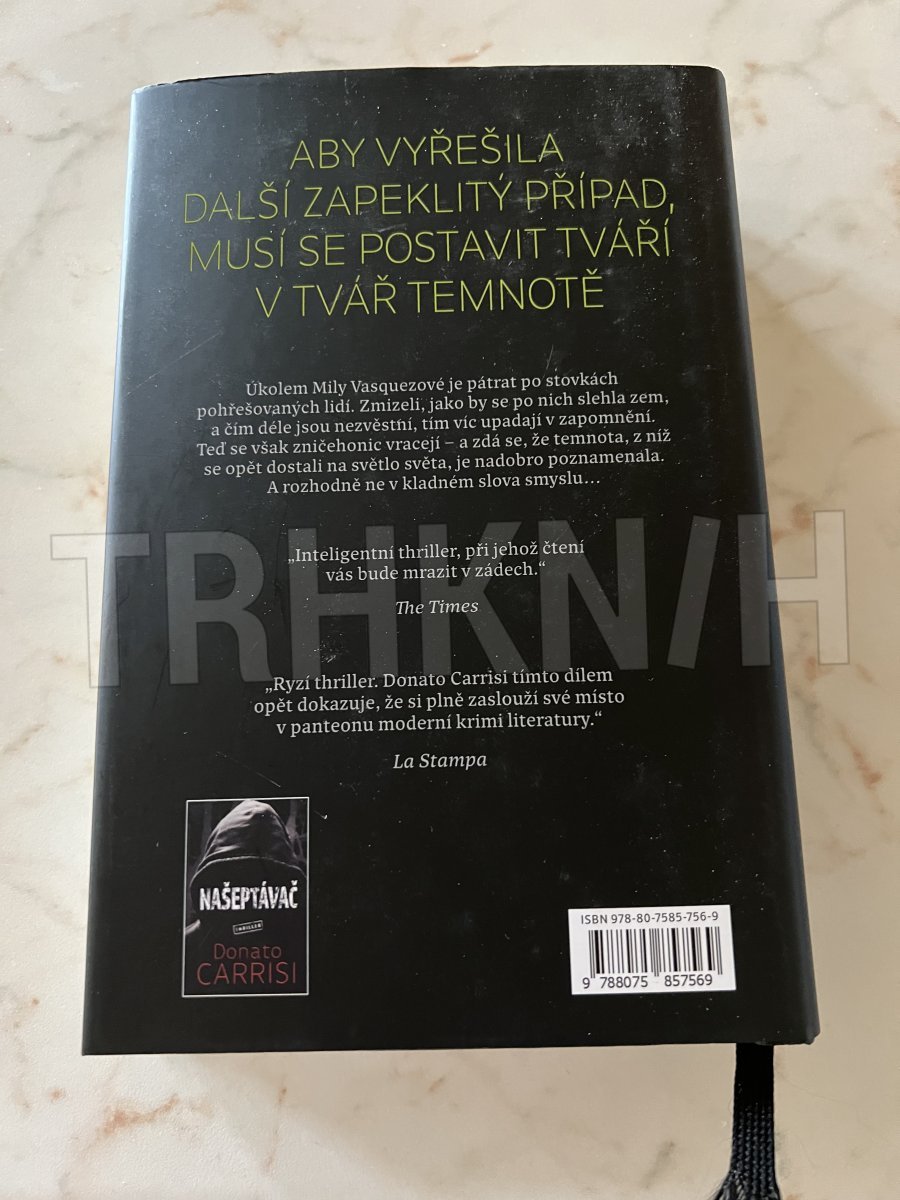 ABY VYŘEŠILA
DALŠÍ ZAPEKLITÝ PŘÍPAD,
MUSÍ SE POSTAVIT TVÁŘÍ
V TVÁŘ TEMNOTĚ
Úkolem Mily Vasquezové je pátrat po stovkách
pohřešovaných lidí. Zmizeli, jako by se po nich slehla zem,
a čím déle jsou nezvěstní, tím víc upadají v zapomnění.
Teď se však zničehonic vracejí – a zdá se, že temnota, z níž
se opět dostali na světlo světa, je nadobro poznamenala.
A rozhodně ne v kladném slova smyslu…
TRHKN/H
„Inteligentní thriller, při jehož čtení
vás bude mrazit v zádech.“
The Times
„Ryzí thriller. Donato Carrisi tímto dílem
opět dokazuje, že si plně zaslouží své místo
v panteonu moderní krimi literatury.“
La Stampa
NAŠEPTÁVAČ
THRILLER
Donato
CARRISI
ISBN 978-80-7585-756-9
9 788075 857569